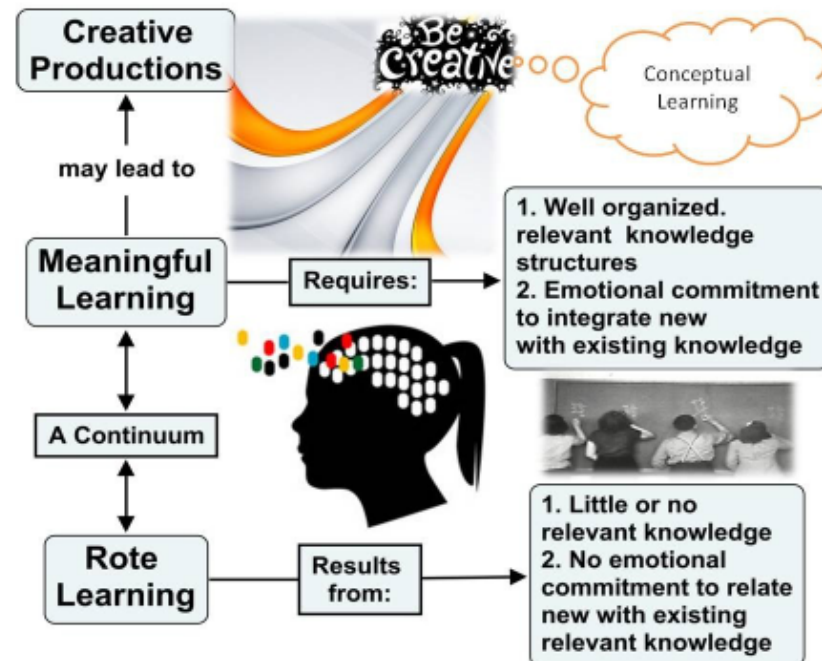 Creative
Productions
Be
Creative
Conceptual
Learning
may lead to
Meaningful
Learning
Requires:
1. Well organized.
relevant knowledge
structures
2. Emotional commitment
to integrate new
with existing knowledge
A Continuum
Rote
Learning
Results
from:
1. Little or no
relevant knowledge
2. No emotional
commitment to relate
new with existing
relevant knowledge